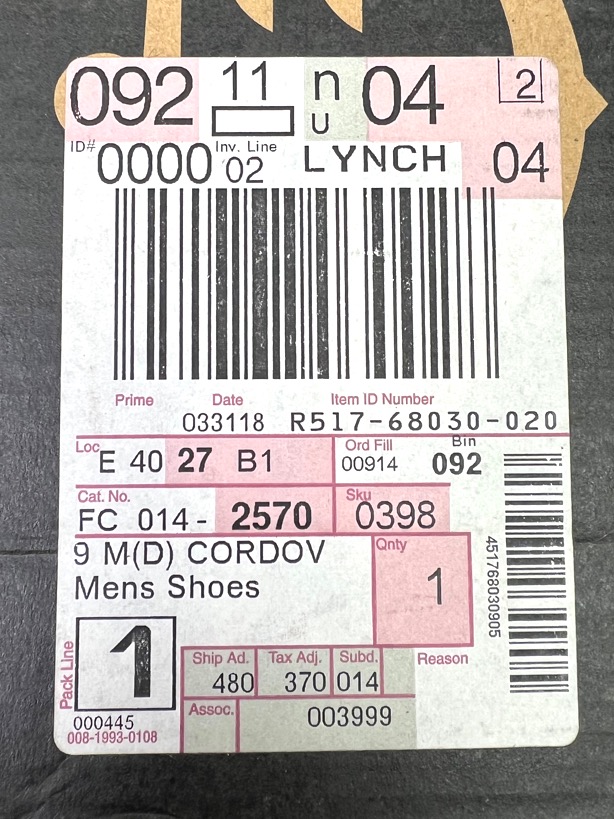 092 11 n u 04 2
ID# 0000 Inv. Line 02 LYNCH 04
Prime Date Item ID Number
033118 R517-68030-020
Loc E 40 27 B1 Ord Fill 00914 Bin 092
Cat. No. FC 014- 2570 Sku 0398
9 M(D) CORDOV
Mens Shoes
Qnty 1
451768030905
Pack Line 1
Ship Ad. 480 Tax Adj. 370 Subd. 014 Reason
Assoc. 003999
000445
008-1993-0108